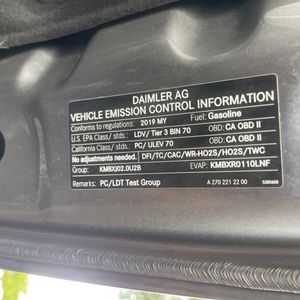 DAIMLER AG
VEHICLE EMISSION CONTROL INFORMATION
Conforms to regulations: 2019 MY Fuel: Gasoline
U.S. EPA Class/ stds.: LDV/ Tier 3 BIN 70 OBD: CA OBD II
California Class/ stds.: PC/ ULEV 70 OBD: CA OBD II
No adjustments needed. DFI/TC/CAC/WR-HO2S/HO2S/TWC
Group: KMBXJ02.0U2B EVAP: KMBXR0110LNF
Remarks: PC/LDT Test Group A 270 221 22 00